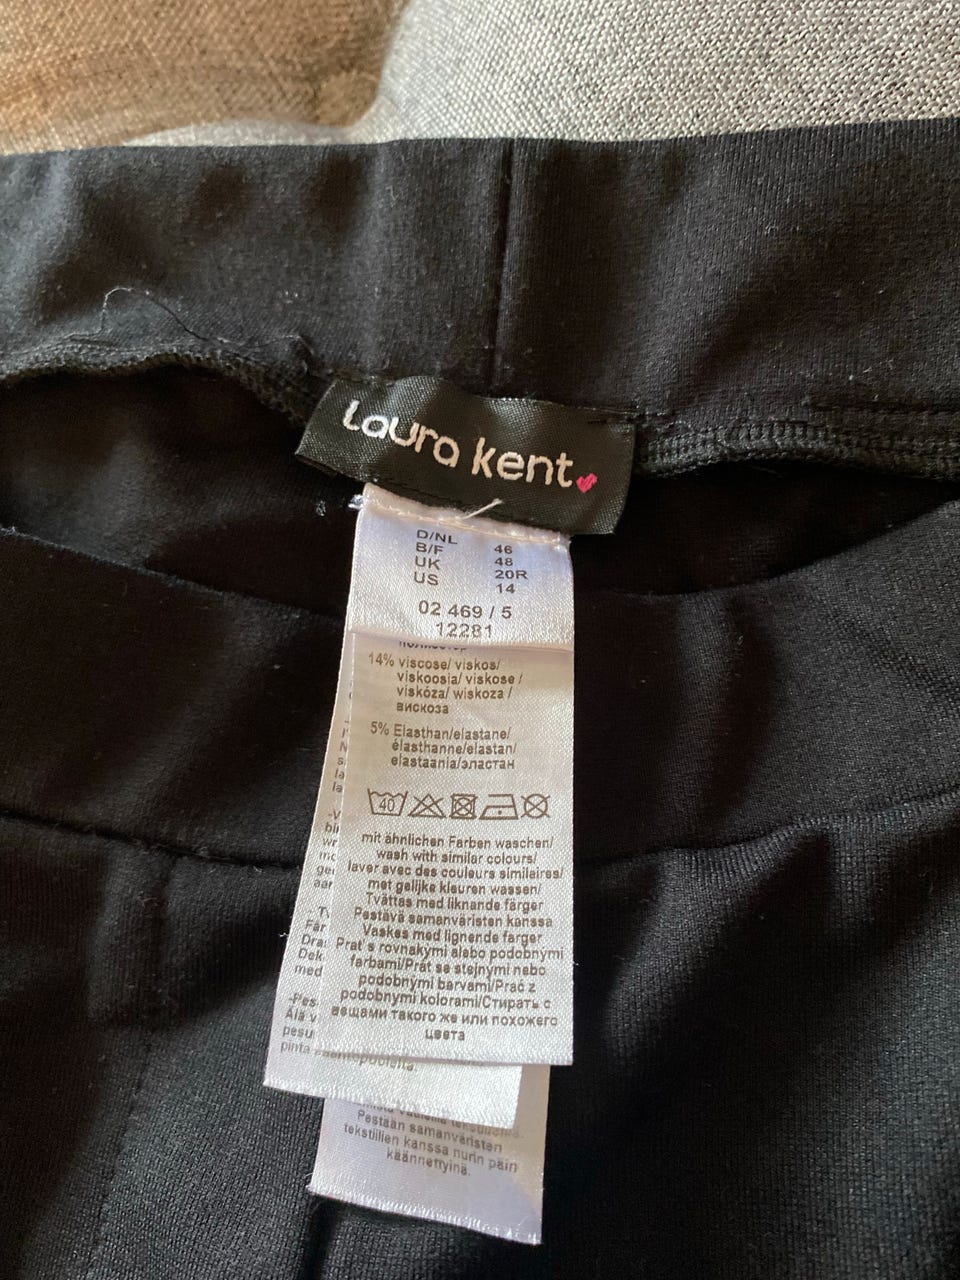 Laura kent
D/NL 46
B/F 48
UK 20R
US 14
02 469 / 5
12281
14% viscose/ viskos/
viskoosia/ viskose /
viskóza/ wiskoza /
вискоза
5% Elasthan/elastane/
élasthanne/elastan/
elastaania/эластан
40
mit ähnlichen Farben waschen/
wash with similar colours/
laver avec des couleurs similaires/
met gelijke kleuren wassen/
Tvättas med liknande färger
Pestävä samanväristen kanssa
Vaskes med lignende farger
Prať s rovnakými alebo podobnými
farbami/Prát se stejnými nebo
podobnými barvami/Prać z
podobnymi kolorami/Стирать с
вещами такого же или похожего
цвета
pinta
Pestään samanväristen
tekstiilien kanssa nurin päin
käännettyinä.